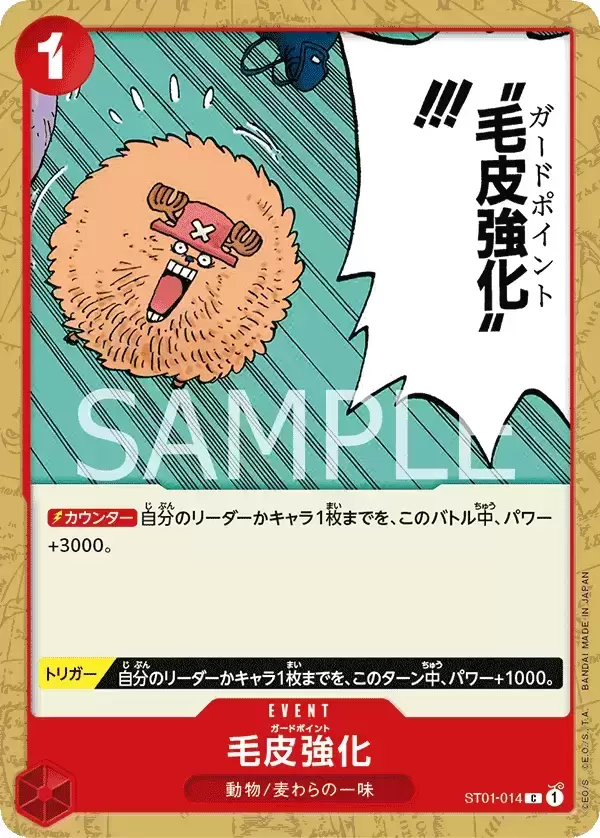 1
"毛皮強化"
ガードポイント
!!!
SAMPLE
カウンター 自分のリーダーかキャラ1枚までを、このバトル中、パワー
+3000。
トリガー 自分のリーダーかキャラ1枚までを、このターン中、パワー+1000。
EVENT
ガードポイント
毛皮強化
動物/麦わらの一味
ST01-014 C 1
BANDAI MADE IN JAPAN
©E.O./S.,T.A.
©E.O/S